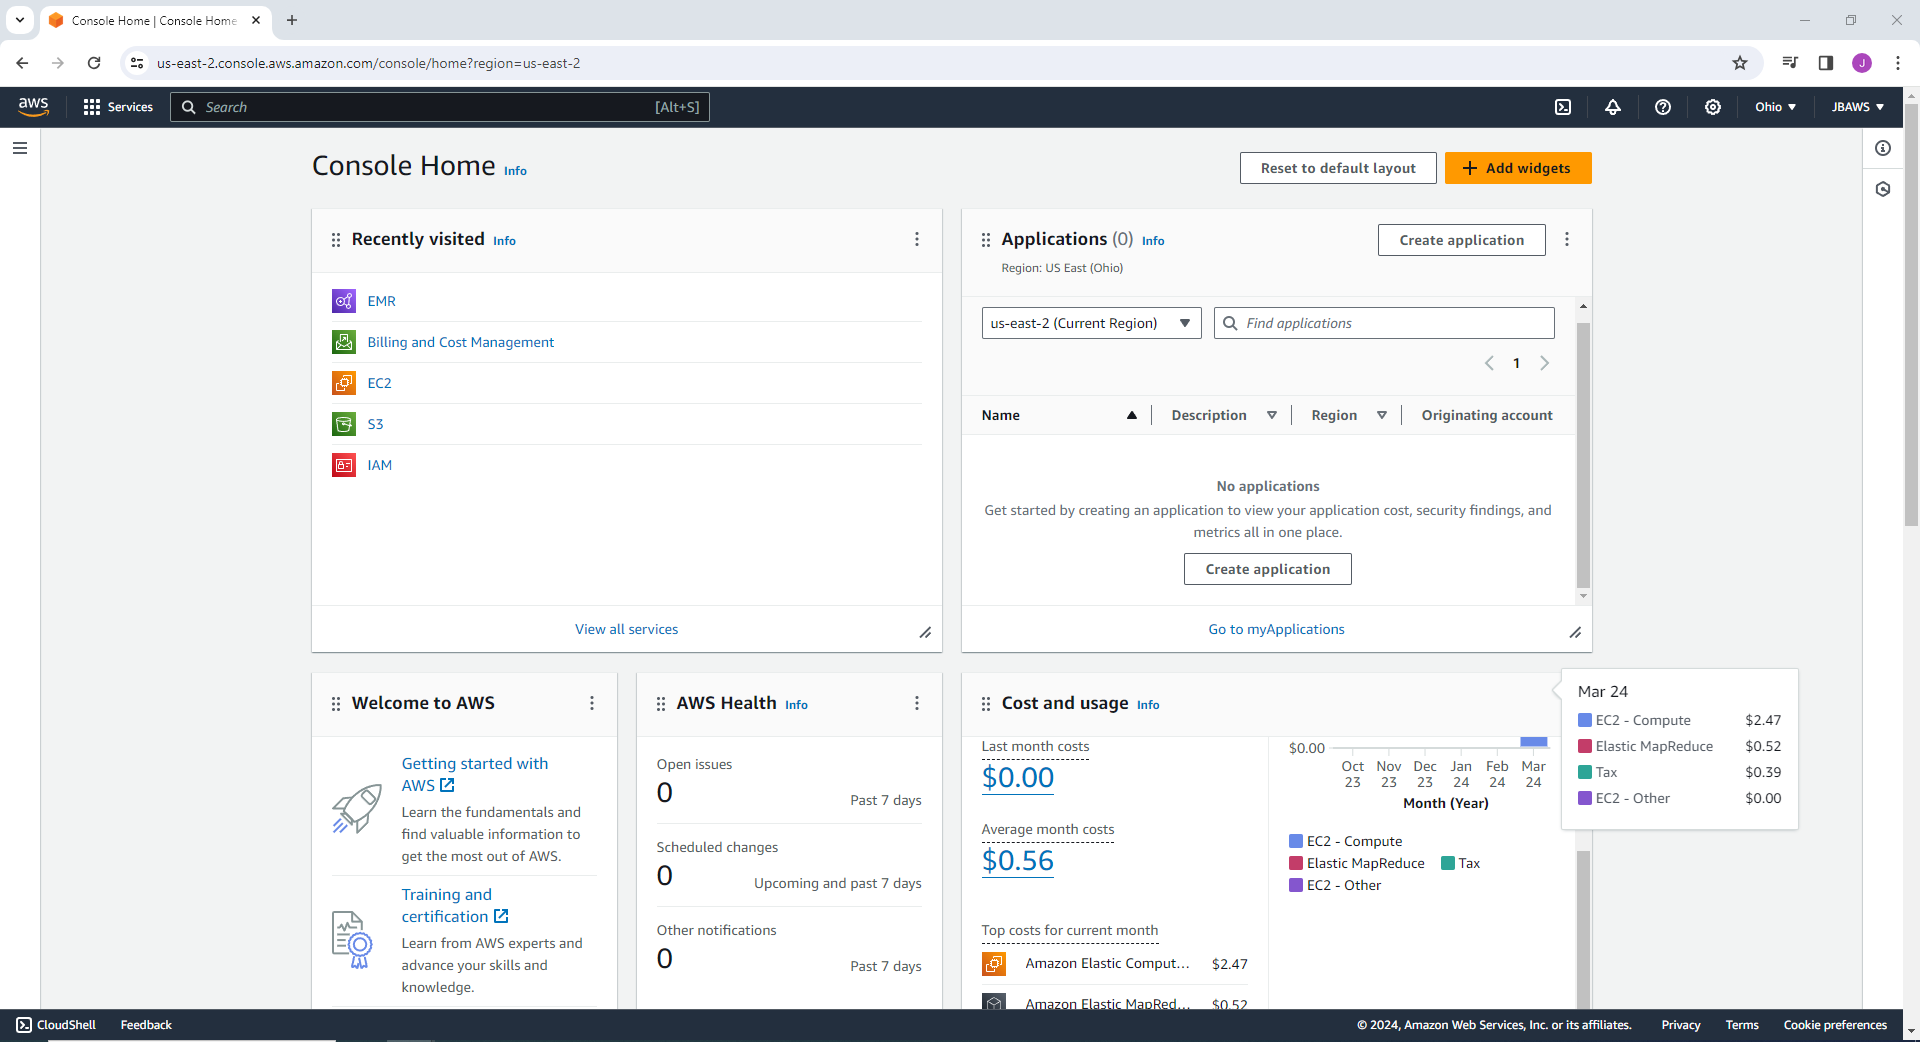 Console Home | Console Home
us-east-2.console.aws.amazon.com/console/home?region=us-east-2
J
aws
Services
Search
[Alt+S]
Ohio
JBAWS
Console Home Info
Reset to default layout
Add widgets
Recently visited Info
EMR
Billing and Cost Management
EC2
S3
IAM
View all services
Applications (0) Info
Region: US East (Ohio)
Create application
us-east-2 (Current Region)
Find applications
1
Name
Description
Region
Originating account
No applications
Get started by creating an application to view your application cost, security findings, and
metrics all in one place.
Create application
Go to myApplications
Welcome to AWS
Getting started with
AWS
Learn the fundamentals and
find valuable information to
get the most out of AWS.
Training and
certification
Learn from AWS experts and
advance your skills and
knowledge.
AWS Health Info
Open issues
0
Past 7 days
Scheduled changes
0
Upcoming and past 7 days
Other notifications
0
Past 7 days
Cost and usage Info
Last month costs
$0.00
Average month costs
$0.56
Top costs for current month
Amazon Elastic Comput... $2.47
Amazon Elastic MapRed... $0.52
$0.00
Oct Nov Dec Jan Feb Mar
23 23 23 24 24 24
Month (Year)
EC2 - Compute
Elastic MapReduce
Tax
EC2 - Other
Mar 24
EC2 - Compute $2.47
Elastic MapReduce $0.52
Tax $0.39
EC2 - Other $0.00
CloudShell
Feedback
© 2024, Amazon Web Services, Inc. or its affiliates.
Privacy
Terms
Cookie preferences